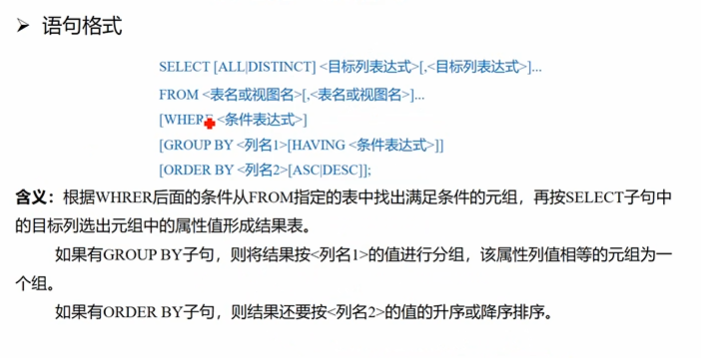 ➤ 语句格式
SELECT [ALL|DISTINCT] <目标列表达式>[,<目标列表达式>]...
FROM <表名或视图名>[,<表名或视图名>]...
[WHERE <条件表达式>]
[GROUP BY <列名1>[HAVING <条件表达式>]]
[ORDER BY <列名2>[ASC|DESC]];
含义：根据WHRER后面的条件从FROM指定的表中找出满足条件的元组，再按SELECT子句中
的目标列选出元组中的属性值形成结果表。
如果有GROUP BY子句，则将结果按<列名1>的值进行分组，该属性列值相等的元组为一
个组。
如果有ORDER BY子句，则结果还要按<列名2>的值的升序或降序排序。